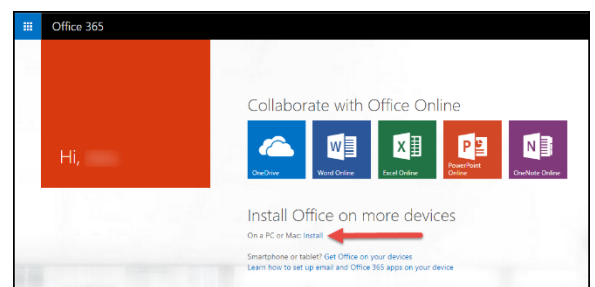 Office 365
Collaborate with Office Online
Hi,
OneDrive
Word Online
Excel Online
PowerPoint Online
OneNote Online
Install Office on more devices
On a PC or Mac: Install
Smartphone or tablet? Get Office on your devices
Learn how to set up email and Office 365 apps on your device